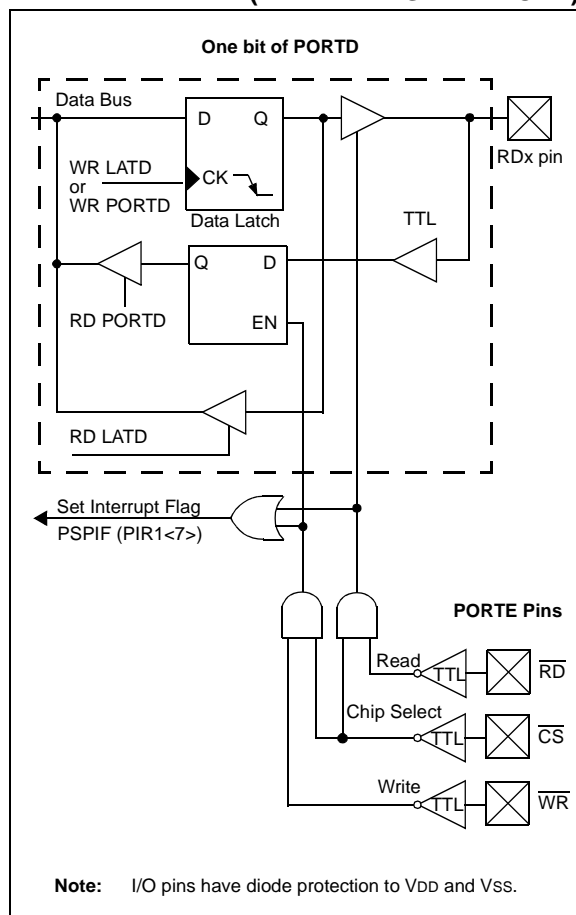 One bit of PORTD
Data Bus
D Q
RDx pin
WR LATD
or
WR PORTD
CK
Data Latch
TTL
Q D
RD PORTD
EN
RD LATD
Set Interrupt Flag
PSPIF (PIR1<7>)
PORTE Pins
Read
TTL
RD
Chip Select
TTL
CS
Write
TTL
WR
Note: I/O pins have diode protection to VDD and VSS.